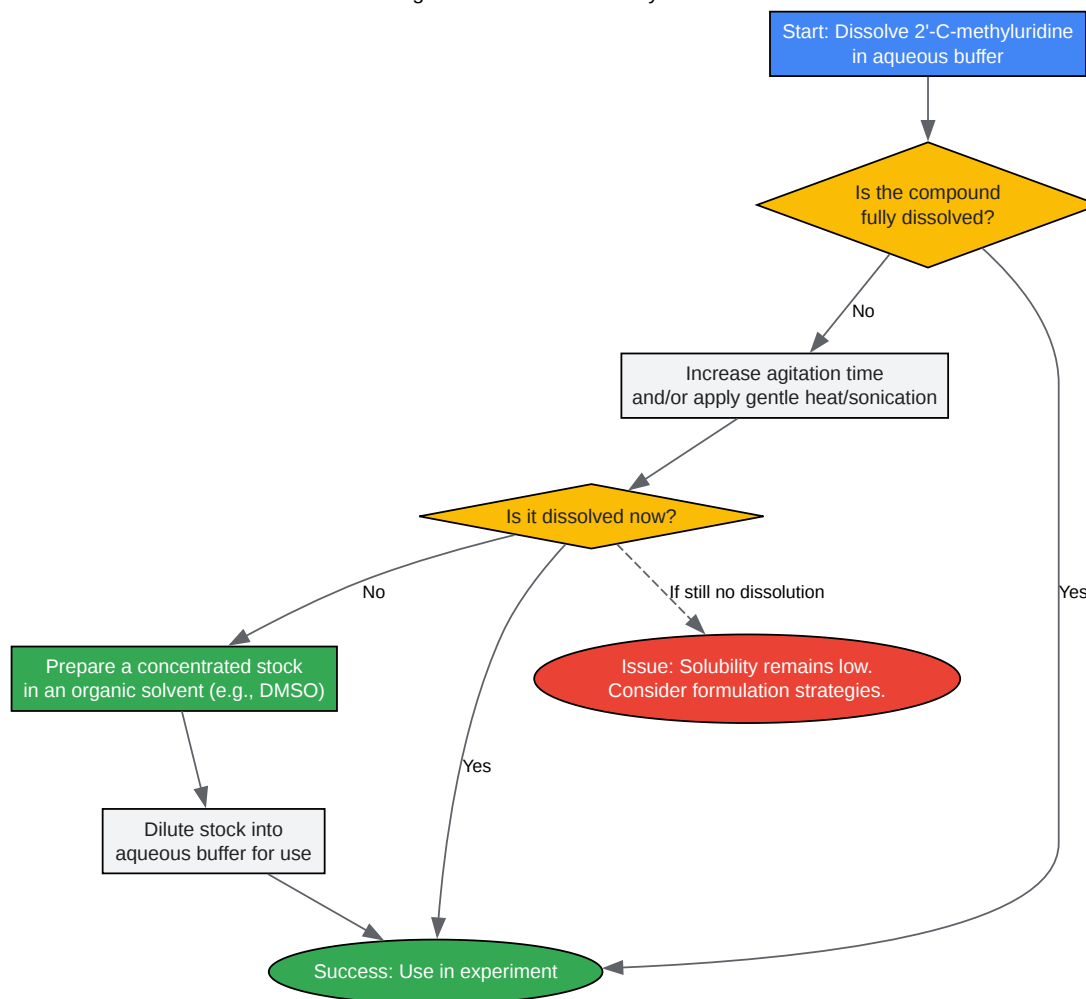 Start: Dissolve 2'-C-methyluridine
in aqueous buffer
Is the compound
fully dissolved?
No
Increase agitation time
and/or apply gentle heat/sonication
Is it dissolved now?
No
If still no dissolution
Yes
Prepare a concentrated stock
in an organic solvent (e.g., DMSO)
Issue: Solubility remains low.
Consider formulation strategies.
Yes
Dilute stock into
aqueous buffer for use
Success: Use in experiment